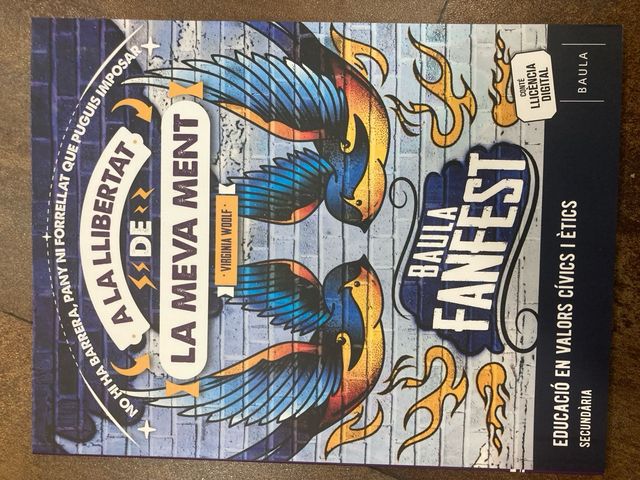 NO HI HA BARRERA, PANY NI FORRELLAT QUE PUGUIS IMPOSAR
A LA LLIBERTAT
DE
LA MEVA MENT
· VIRGINIA WOOLF ·
BAULA
FANFEST
CONTÉ
LLICÈNCIA
DIGITAL
EDUCACIÓ EN VALORS CÍVICS I ÈTICS
SECUNDÀRIA
BAULA